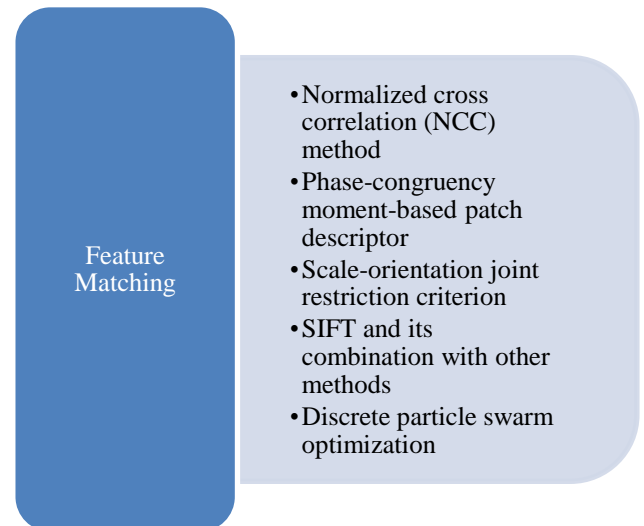 Feature
Matching
•Normalized cross
correlation (NCC)
method
•Phase-congruency
moment-based patch
descriptor
•Scale-orientation joint
restriction criterion
•SIFT and its
combination with other
methods
•Discrete particle swarm
optimization